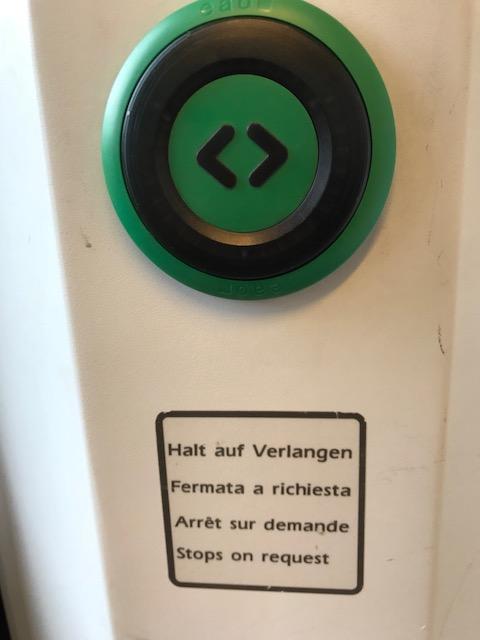 Halt auf Verlangen
Fermata a richiesta
Arrêt sur demande
Stops on request